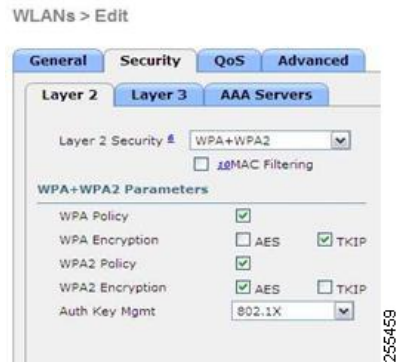 WLANs > Edit
General Security QoS Advanced
Layer 2 Layer 3 AAA Servers
Layer 2 Security 6 WPA+WPA2
10MAC Filtering
WPA+WPA2 Parameters
WPA Policy
WPA Encryption AES TKIP
WPA2 Policy
WPA2 Encryption AES TKIP
Auth Key Mgmt 802.1X
255459